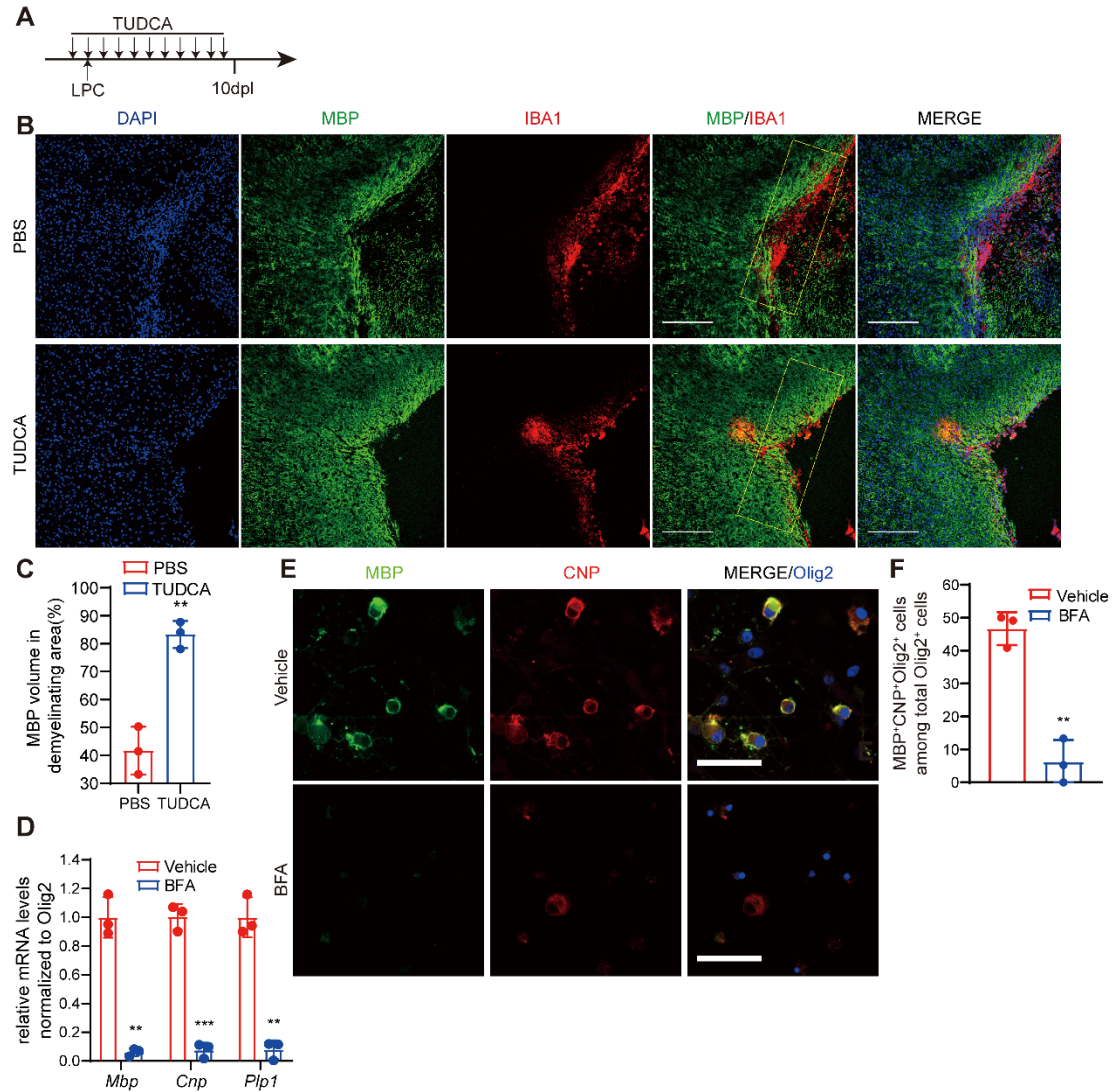 A
TUDCA
LPC
10dpl
B
DAPI
MBP
IBA1
MBP/IBA1
MERGE
PBS
TUDCA
C
PBS
TUDCA
MBP volume in
demyelinating area(%)
100
90
80
70
60
50
40
30
**
PBS
TUDCA
D
Vehicle
BFA
relative mRNA levels
normalized to Olig2
1.4
1.2
1.0
0.8
0.6
0.4
0.2
0.0
**
***
**
Mbp
Cnp
Plp1
E
MBP
CNP
MERGE/Olig2
Vehicle
BFA
F
Vehicle
BFA
MBP⁺CNP⁺Olig2⁺ cells
among total Olig2⁺ cells
60
50
40
30
20
10
0
**